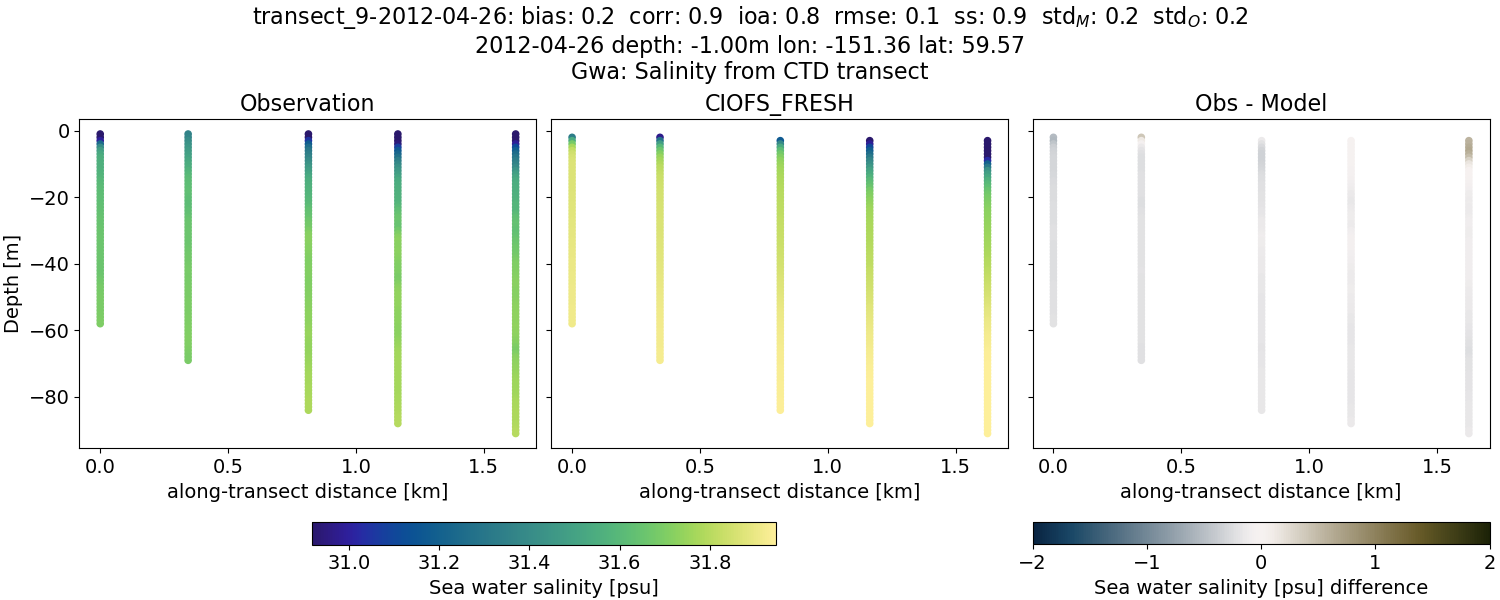 transect_9-2012-04-26: bias: 0.2  corr: 0.9  ioa: 0.8  rmse: 0.1  ss: 0.9  std_M: 0.2  std_O: 0.2
2012-04-26 depth: -1.00m lon: -151.36 lat: 59.57
Gwa: Salinity from CTD transect
Observation
CIOFS_FRESH
Obs - Model
0
−20
−40
−60
−80
Depth [m]
0.0 0.5 1.0 1.5
0.0 0.5 1.0 1.5
0.0 0.5 1.0 1.5
along-transect distance [km]
along-transect distance [km]
along-transect distance [km]
31.0 31.2 31.4 31.6 31.8
Sea water salinity [psu]
−2 −1 0 1 2
Sea water salinity [psu] difference